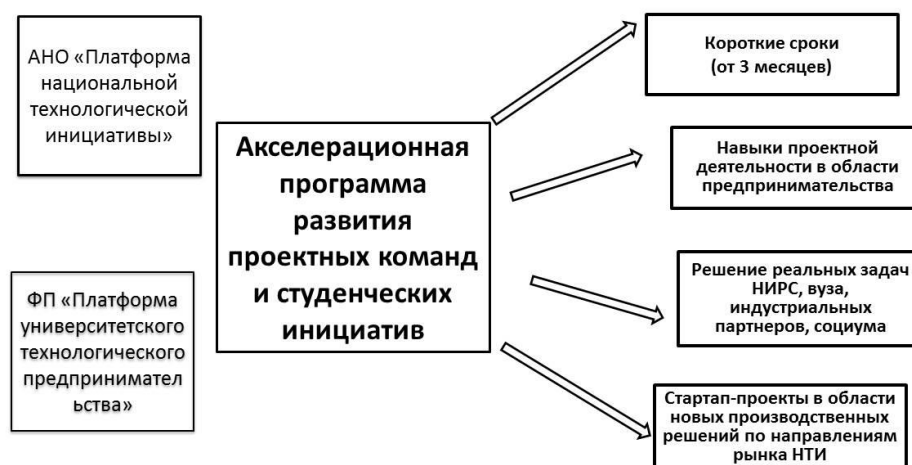 АНО «Платформа
национальной
технологической
инициативы»
ФП «Платформа
университетского
технологического
предпринимател
ьства»
Акселерационная
программа
развития
проектных команд
и студенческих
инициатив
Короткие сроки
(от 3 месяцев)
Навыки проектной
деятельности в области
предпринимательства
Решение реальных задач
НИРС, вуза,
индустриальных
партнеров, социума
Стартап-проекты в области
новых производственных
решений по направлениям
рынка НТИ